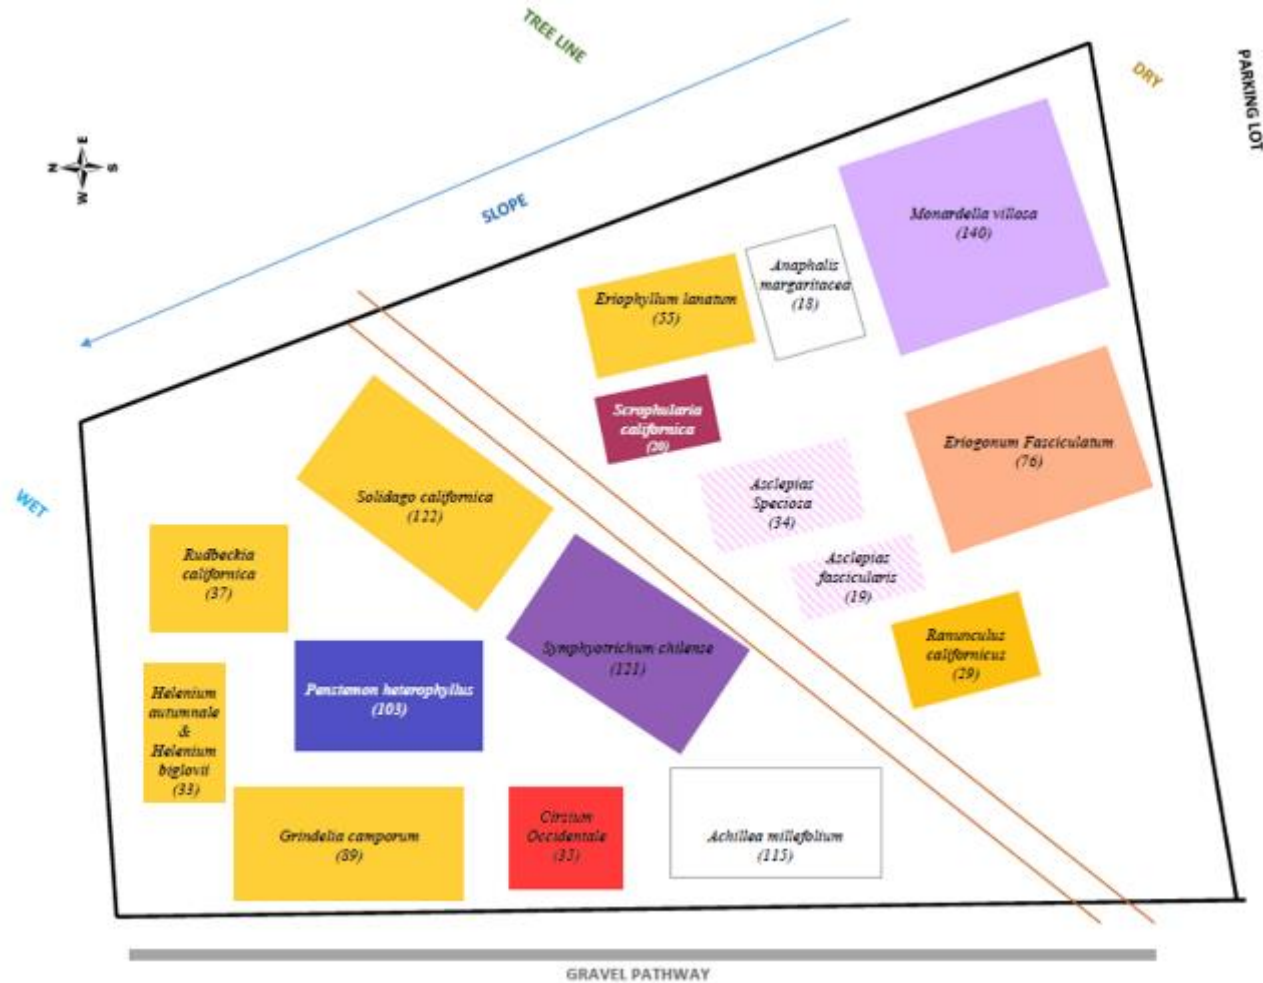 TREE LINE
DRY
PARKING LOT
E
N
S
W
SLOPE
Monardella villosa
(140)
Anaphalis
margaritacea
(18)
Eriophyllum lanatum
(55)
Scrophularia
californica
(20)
Eriogonum Fasciculatum
(76)
Asclepias
Speciosa
(34)
Asclepias
fascicularis
(19)
Ranunculus
californicus
(29)
WET
Solidago californica
(122)
Rudbeckia
californica
(37)
Symphyotrichum chilense
(121)
Penstemon heterophyllus
(103)
Helenium
autumnale
&
Helenium
biglovii
(33)
Grindelia camporum
(89)
Cirsium
Occidentale
(35)
Achillea millefolium
(115)
GRAVEL PATHWAY